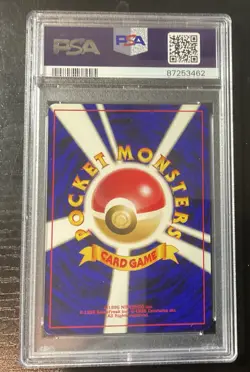 PSA
PSA
87253462
POCKET MONSTERS
CARD GAME